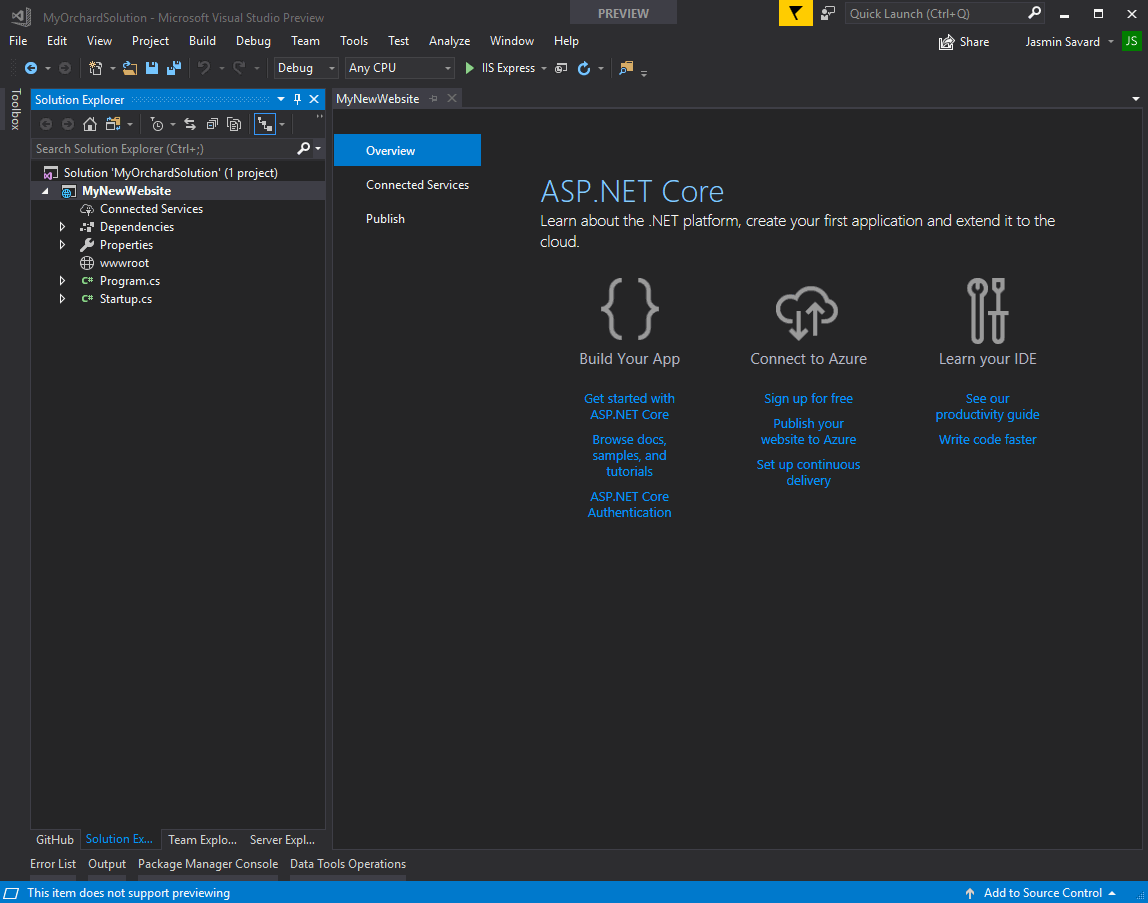 MyOrchardSolution - Microsoft Visual Studio Preview
PREVIEW
Quick Launch (Ctrl+Q)
File Edit View Project Build Debug Team Tools Test Analyze Window Help
Share
Jasmin Savard
JS
Debug
Any CPU
IIS Express
Toolbox
Solution Explorer
Search Solution Explorer (Ctrl+;)
Solution 'MyOrchardSolution' (1 project)
MyNewWebsite
Connected Services
Dependencies
Properties
wwwroot
C# Program.cs
C# Startup.cs
MyNewWebsite
Overview
Connected Services
Publish
ASP.NET Core
Learn about the .NET platform, create your first application and extend it to the
cloud.
Build Your App
Get started with
ASP.NET Core
Browse docs,
samples, and
tutorials
ASP.NET Core
Authentication
Connect to Azure
Sign up for free
Publish your
website to Azure
Set up continuous
delivery
Learn your IDE
See our
productivity guide
Write code faster
GitHub Solution Ex... Team Explo... Server Expl...
Error List Output Package Manager Console Data Tools Operations
This item does not support previewing
Add to Source Control